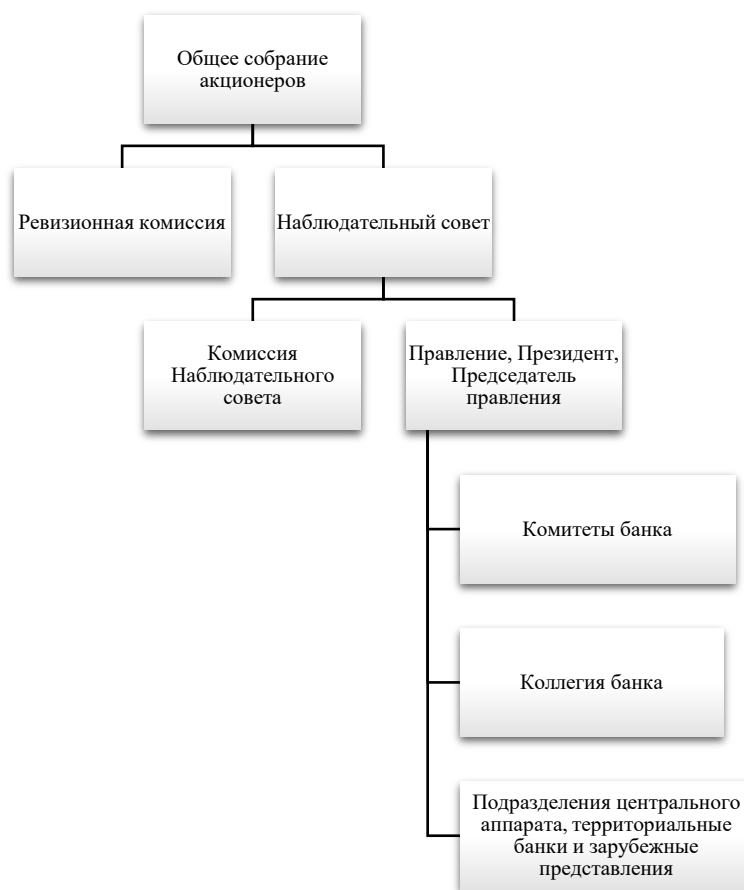 Общее собрание
акционеров
Ревизионная комиссия
Наблюдательный совет
Комиссия
Наблюдательного
совета
Правление, Президент,
Председатель
правления
Комитеты банка
Коллегия банка
Подразделения центрального
аппарата, территориальные
банки и зарубежные
представления